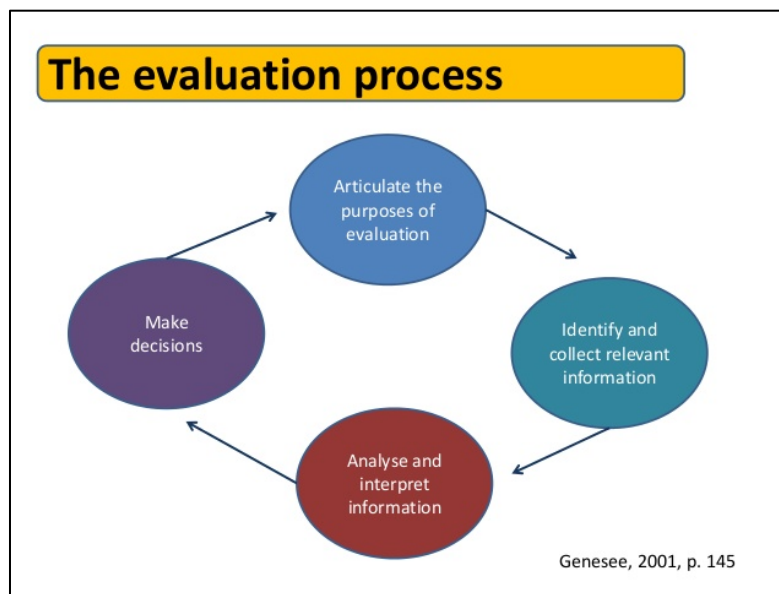 The evaluation process
Articulate the
purposes of
evaluation
Identify and
collect relevant
information
Analyse and
interpret
information
Make
decisions
Genesee, 2001, p. 145